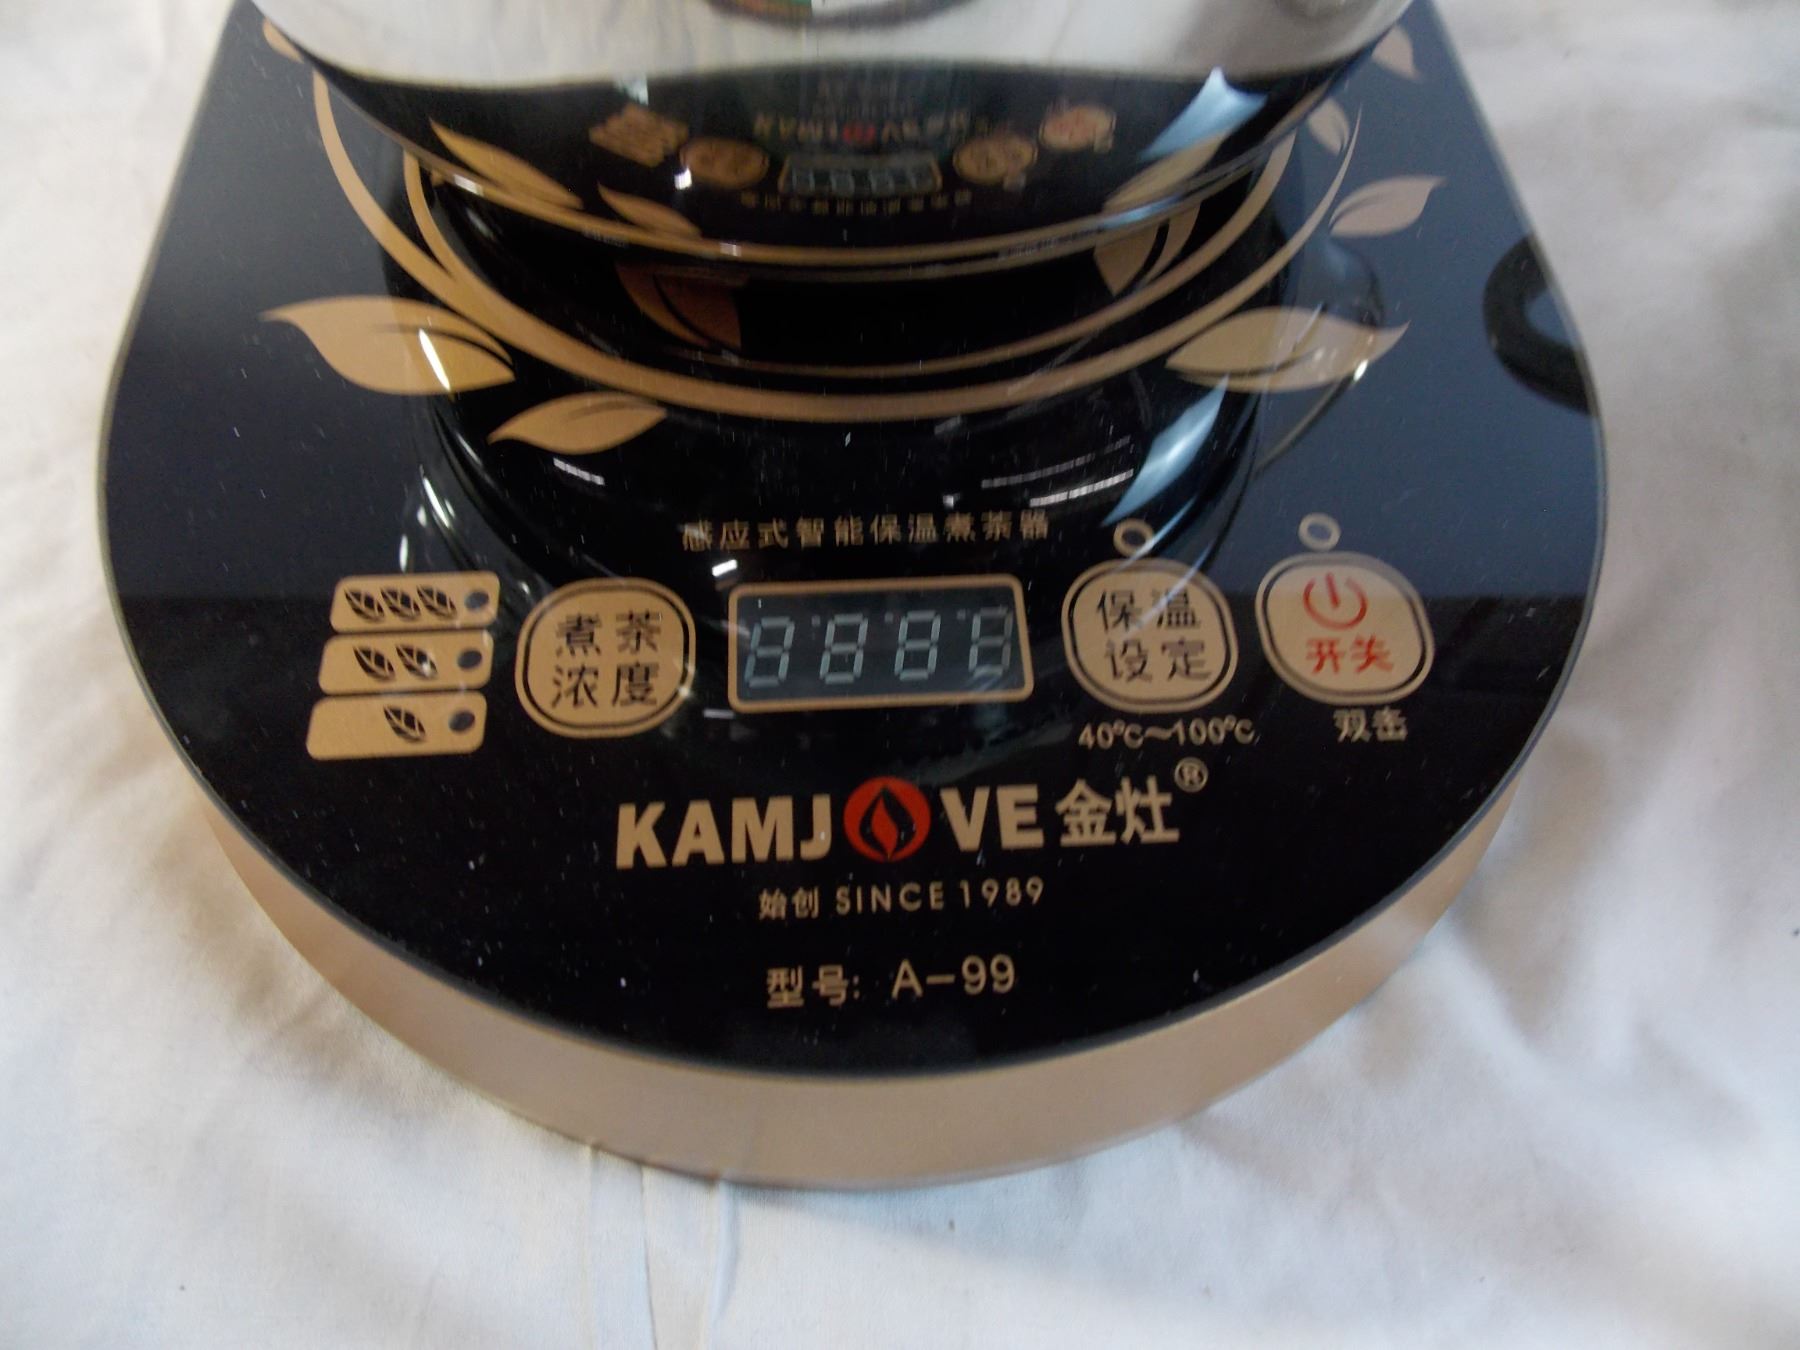 感应式智能保温煮茶器
煮茶
浓度
保温
设定
40°C~100°C
开关
双击
KAMJOVE 金灶®
始创 SINCE 1989
型号: A-99